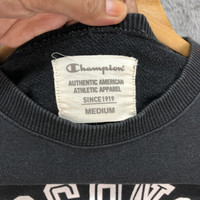 Champion
AUTHENTIC AMERICAN
ATHLETIC APPAREL
SINCE 1919
MEDIUM